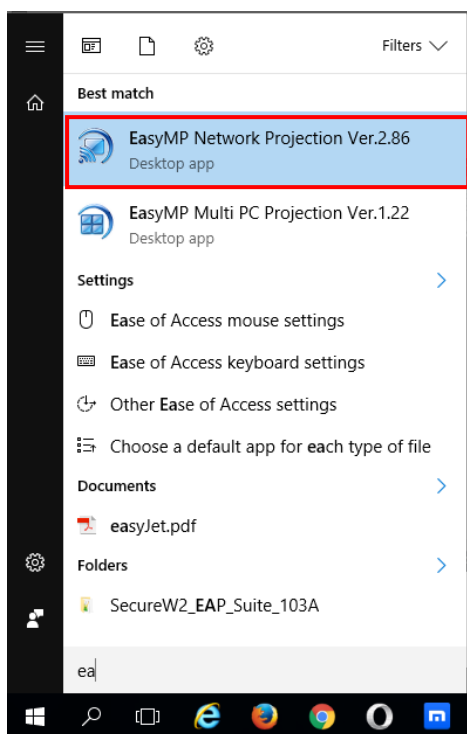 Filters
Best match
EasyMP Network Projection Ver.2.86
Desktop app
EasyMP Multi PC Projection Ver.1.22
Desktop app
Settings
Ease of Access mouse settings
Ease of Access keyboard settings
Other Ease of Access settings
Choose a default app for each type of file
Documents
easyJet.pdf
Folders
SecureW2_EAP_Suite_103A
ea